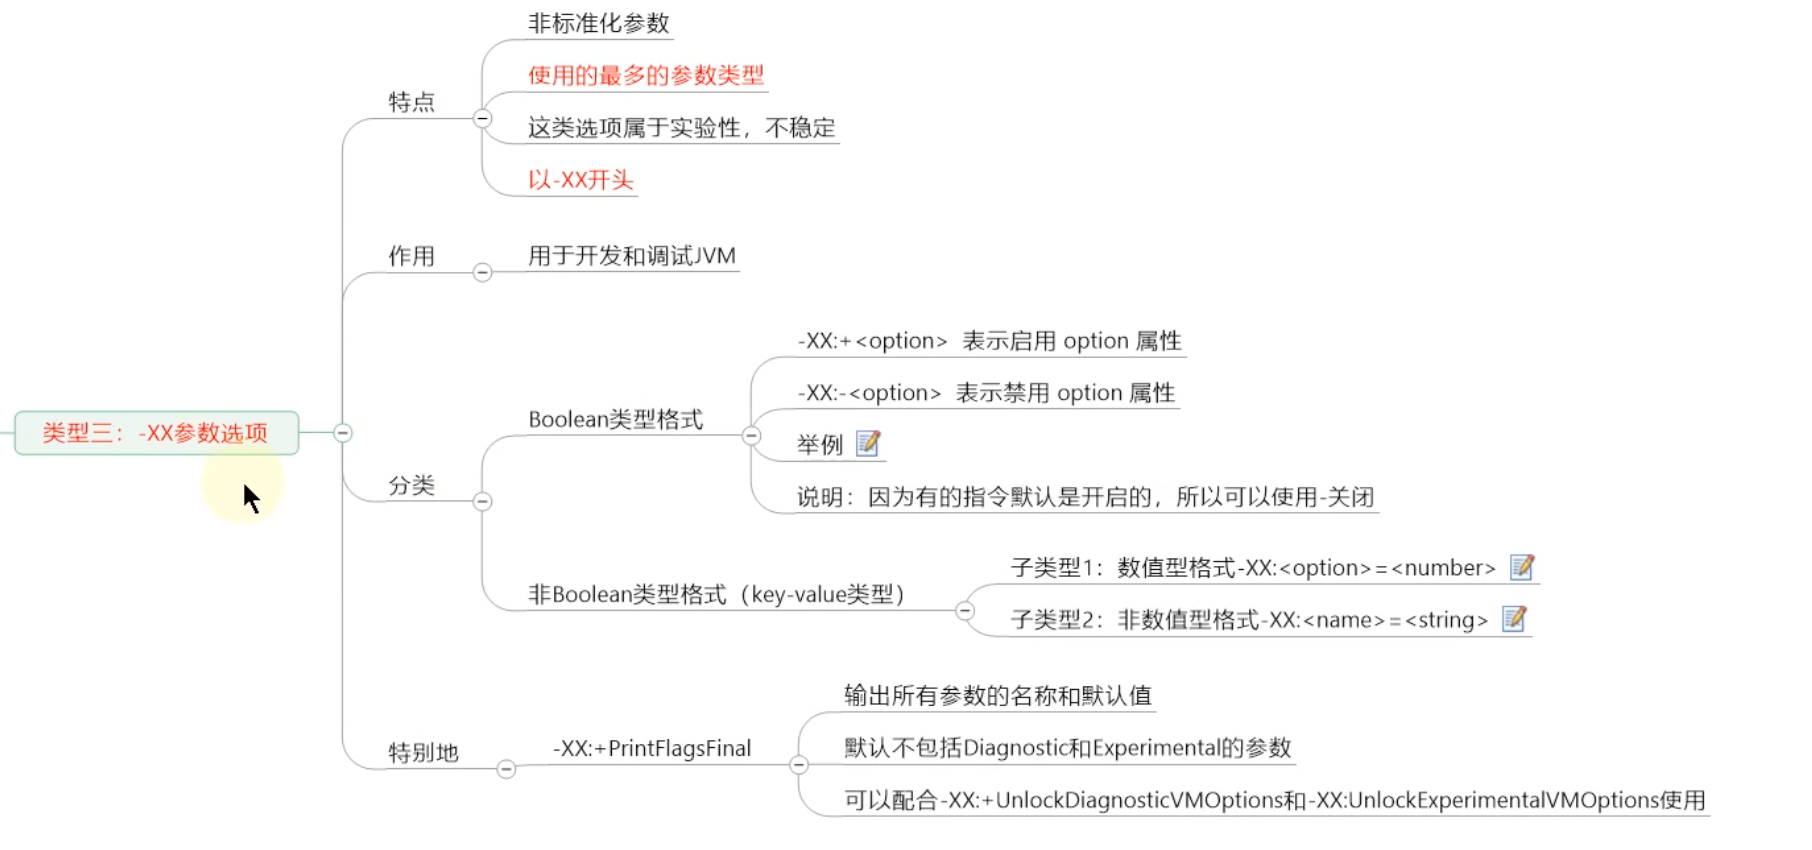 非标准化参数
使用的最多的参数类型
特点
这类选项属于实验性，不稳定
以-XX开头
作用
用于开发和调试JVM
-XX:+<option> 表示启用 option 属性
-XX:-<option> 表示禁用 option 属性
Boolean类型格式
举例
类型三：-XX参数选项
分类
说明：因为有的指令默认是开启的，所以可以使用-关闭
子类型1：数值型格式-XX:<option>=<number>
非Boolean类型格式（key-value类型）
子类型2：非数值型格式-XX:<name>=<string>
输出所有参数的名称和默认值
特别地
-XX:+PrintFlagsFinal
默认不包括Diagnostic和Experimental的参数
可以配合-XX:+UnlockDiagnosticVMOptions和-XX:UnlockExperimentalVMOptions使用